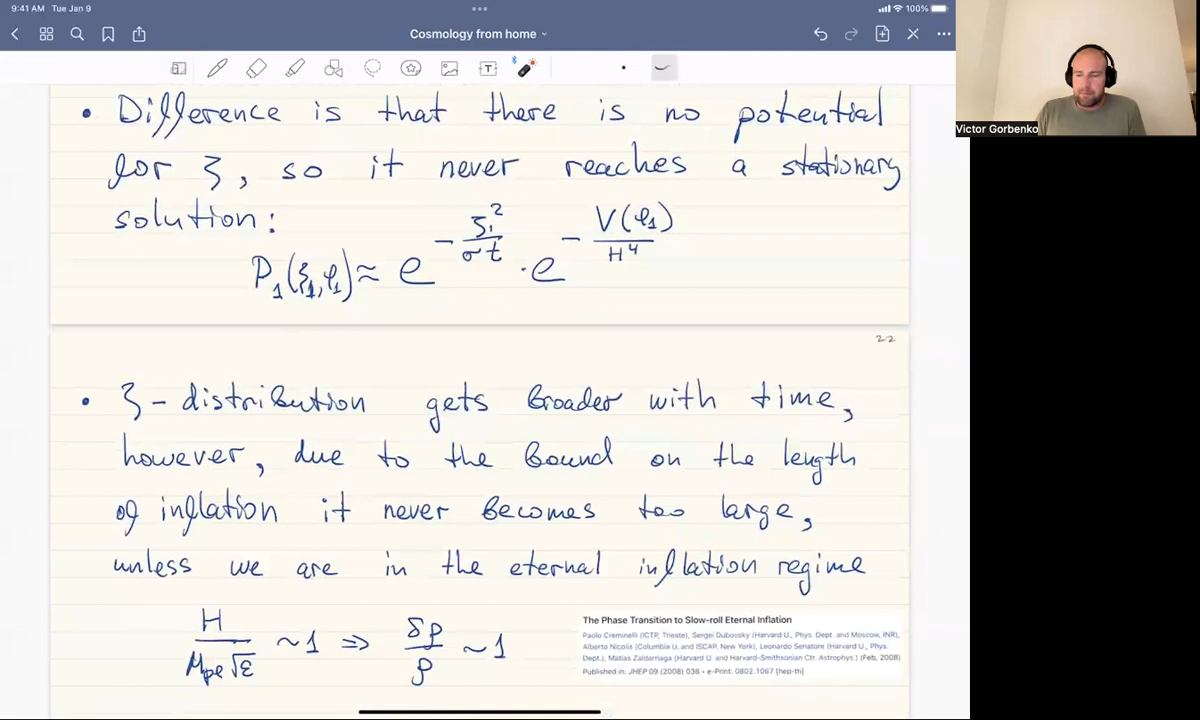 9:41 AM Tue Jan 9
100%
Cosmology from home
Victor Gorbenko
• Difference is that there is no potential
for ζ, so it never reaches a stationary
solution:
P₁(ζ₁,φ₁) ≈ e^(-ζ₁²/σt) · e^(-V(φ₁)/H⁴)
22
• ζ - distribution gets broader with time,
however, due to the bound on the length
of inflation it never becomes too large,
unless we are in the eternal inflation regime
H/(M_pl √ε) ~ 1 ⇒ δρ/ρ ~ 1
The Phase Transition to Slow-roll Eternal Inflation
Paolo Creminelli (ICTP, Trieste), Sergei Dubovsky (Harvard U., Phys. Dept. and Moscow, INR),
Alberto Nicolis (Columbia U. and ISCAP, New York), Leonardo Senatore (Harvard U., Phys.
Dept.), Matias Zaldarriaga (Harvard U. and Harvard-Smithsonian Ctr. Astrophys.) (Feb, 2008)
Published in: JHEP 09 (2008) 036 • e-Print: 0802.1067 [hep-th]